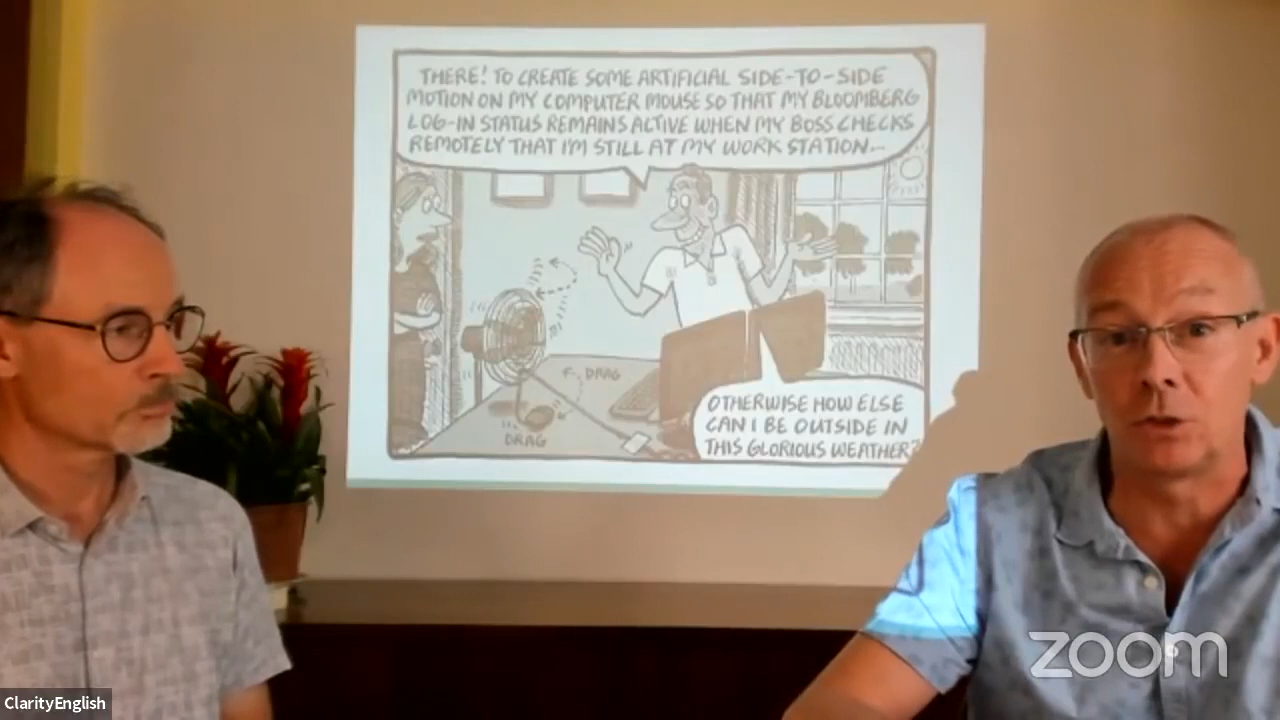 THERE! TO CREATE SOME ARTIFICIAL SIDE-TO-SIDE
MOTION ON MY COMPUTER MOUSE SO THAT MY BLOOMBERG
LOG-IN STATUS REMAINS ACTIVE WHEN MY BOSS CHECKS
REMOTELY THAT I'M STILL AT MY WORK STATION...
DRAG
DRAG
OTHERWISE HOW ELSE
CAN I BE OUTSIDE IN
THIS GLORIOUS WEATHER?
zoom
ClarityEnglish